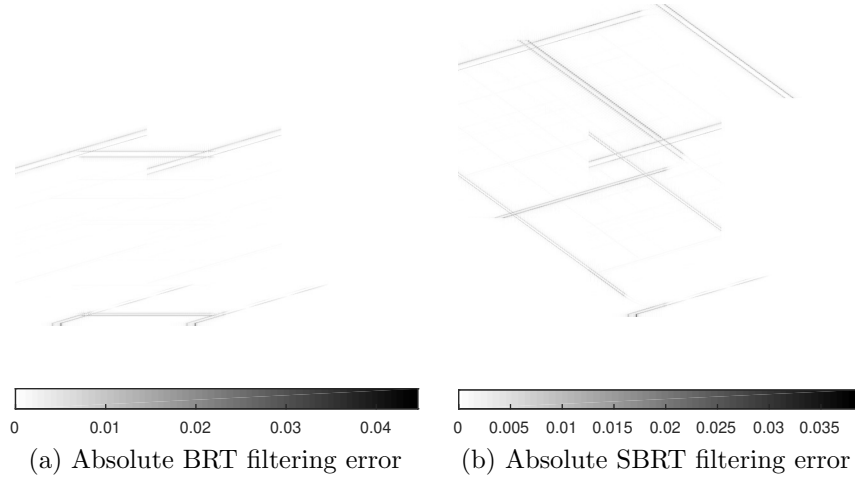 0 0.01 0.02 0.03 0.04
0 0.005 0.01 0.015 0.02 0.025 0.03 0.035
(a) Absolute BRT filtering error
(b) Absolute SBRT filtering error